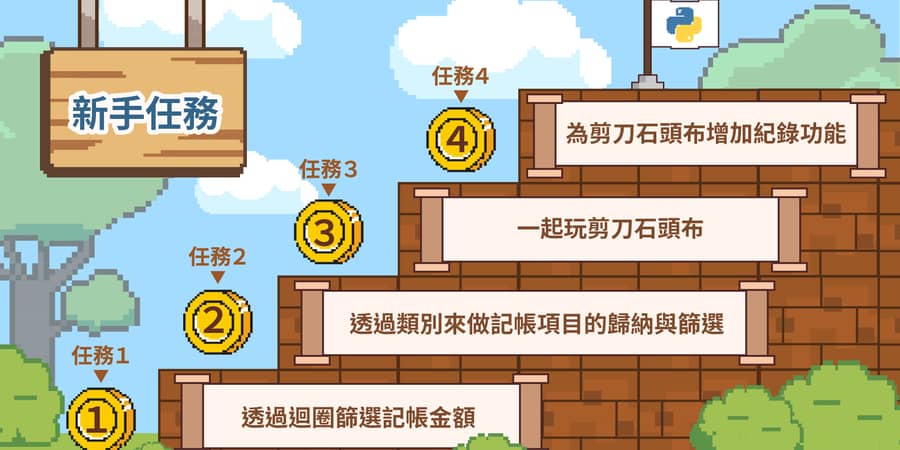 新手任務
任務4
4
為剪刀石頭布增加紀錄功能
任務3
3
一起玩剪刀石頭布
任務2
2
透過類別來做記帳項目的歸納與篩選
任務1
1
透過迴圈篩選記帳金額